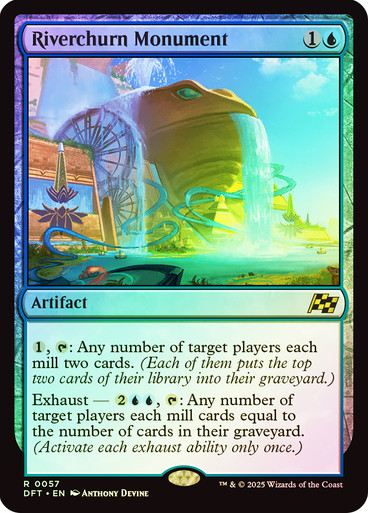 Riverchurn Monument 1
Artifact
1, : Any number of target players each
mill two cards. (Each of them puts the top
two cards of their library into their graveyard.)
Exhaust — 2, : Any number of
target players each mill cards equal to
the number of cards in their graveyard.
(Activate each exhaust ability only once.)
R 0057
DFT • EN Anthony Devine
™ & © 2025 Wizards of the Coast